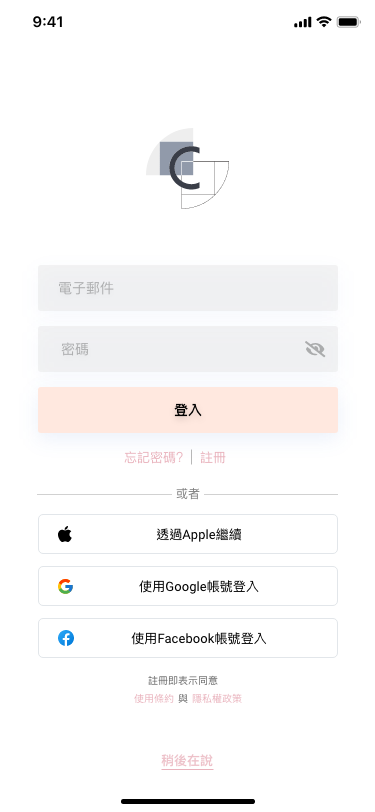 9:41
C
電子郵件
密碼
登入
忘記密碼? | 註冊
或者
透過Apple繼續
使用Google帳號登入
使用Facebook帳號登入
註冊即表示同意
使用條約 與 隱私權政策
稍後在說